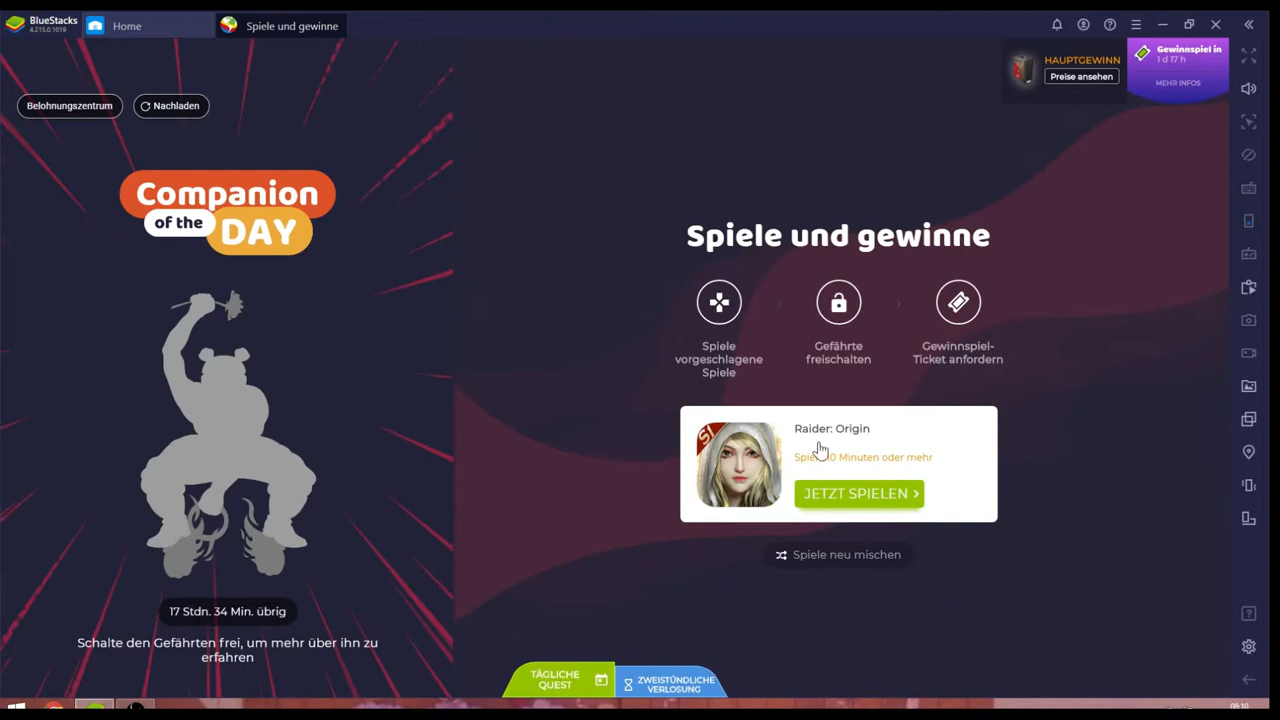 BlueStacks
4.215.0.1019
Home
Spiele und gewinne
HAUPTGEWINN
Preise ansehen
Gewinnspiel in
1 d 17 h
MEHR INFOS
Belohnungszentrum
Nachladen
Companion
of the
DAY
17 Stdn. 34 Min. übrig
Schalte den Gefährten frei, um mehr über ihn zu
erfahren
Spiele und gewinne
Spiele
vorgeschlagene
Spiele
Gefährte
freischalten
Gewinnspiel-
Ticket anfordern
Raider: Origin
Minuten oder mehr
JETZT SPIELEN
Spiele neu mischen
TÄGLICHE
QUEST
ZWEISTÜNDLICHE
VERLOSUNG
08:10